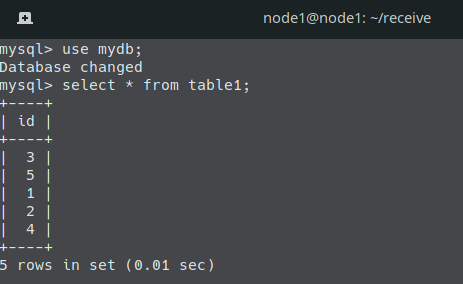 node1@node1: ~/receive
mysql> use mydb;
Database changed
mysql> select * from table1;
+----+
| id |
+----+
|  3 |
|  5 |
|  1 |
|  2 |
|  4 |
+----+
5 rows in set (0.01 sec)